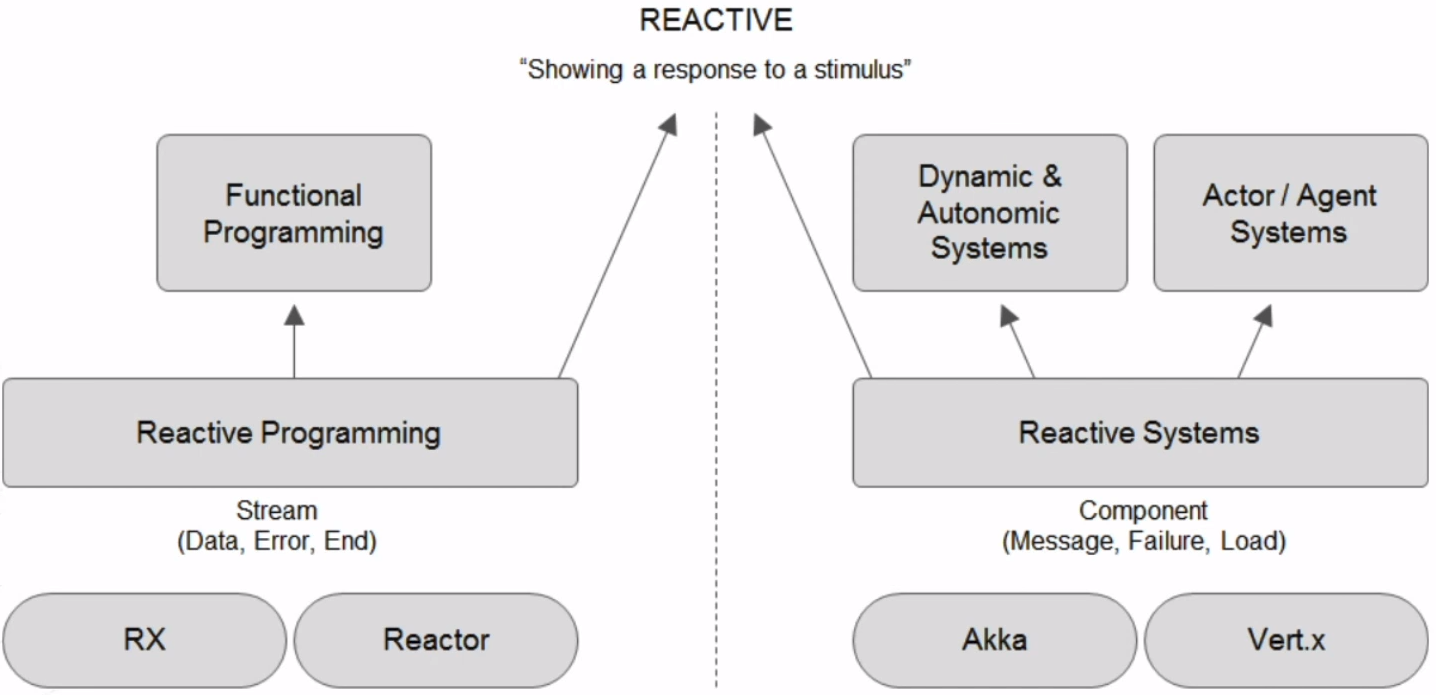 REACTIVE
“Showing a response to a stimulus”
Functional
Programming
Dynamic &
Autonomic
Systems
Actor / Agent
Systems
Reactive Programming
Reactive Systems
Stream
(Data, Error, End)
Component
(Message, Failure, Load)
RX
Reactor
Akka
Vert.x